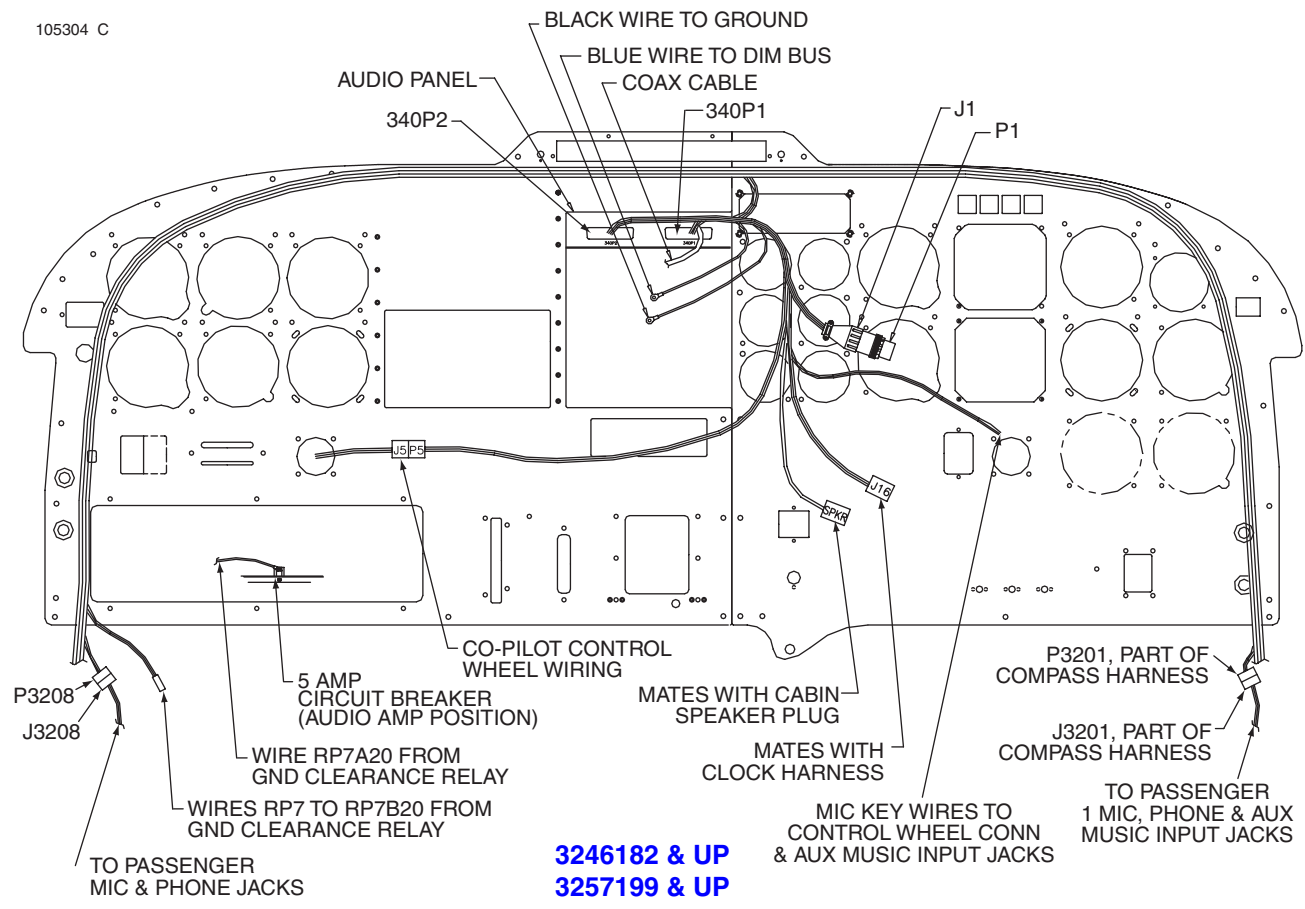 105304 C
BLACK WIRE TO GROUND
BLUE WIRE TO DIM BUS
COAX CABLE
AUDIO PANEL
340P2
340P1
J1
P1
340P2
340P1
J5
P5
J16
SPKR
P3208
J3208
CO-PILOT CONTROL
WHEEL WIRING
5 AMP
CIRCUIT BREAKER
(AUDIO AMP POSITION)
WIRE RP7A20 FROM
GND CLEARANCE RELAY
WIRES RP7 TO RP7B20 FROM
GND CLEARANCE RELAY
TO PASSENGER
MIC & PHONE JACKS
MATES WITH CABIN
SPEAKER PLUG
MATES WITH
CLOCK HARNESS
MIC KEY WIRES TO
CONTROL WHEEL CONN
& AUX MUSIC INPUT JACKS
P3201, PART OF
COMPASS HARNESS
J3201, PART OF
COMPASS HARNESS
TO PASSENGER
1 MIC, PHONE & AUX
MUSIC INPUT JACKS
3246182 & UP
3257199 & UP